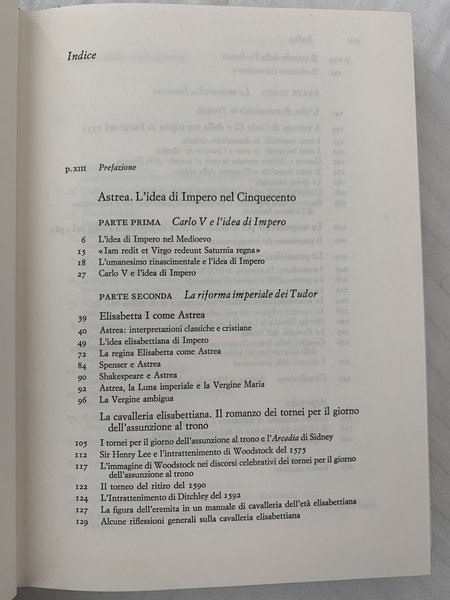 Indice
p. XIII Prefazione
Astrea. L'idea di Impero nel Cinquecento
PARTE PRIMA Carlo V e l'idea di Impero
6 L'idea di Impero nel Medioevo
15 «Iam redit et Virgo redeunt Saturnia regna»
18 L'umanesimo rinascimentale e l'idea di Impero
27 Carlo V e l'idea di Impero
PARTE SECONDA La riforma imperiale dei Tudor
39 Elisabetta I come Astrea
40 Astrea: interpretazioni classiche e cristiane
49 L'idea elisabettiana di Impero
72 La regina Elisabetta come Astrea
84 Spenser e Astrea
90 Shakespeare e Astrea
92 Astrea, la Luna imperiale e la Vergine Maria
96 La Vergine ambigua
La cavalleria elisabettiana. Il romanzo dei tornei per il giorno
dell'assunzione al trono
105 I tornei per il giorno dell'assunzione al trono e l'Arcadia di Sidney
112 Sir Henry Lee e l'intrattenimento di Woodstock del 1575
117 L'immagine di Woodstock nei discorsi celebrativi dei tornei per il giorno
dell'assunzione al trono
122 Il torneo del ritiro del 1590
124 L'Intrattenimento di Ditchley del 1592
127 La figura dell'eremita in un manuale di cavalleria dell'età elisabettiana
129 Alcune riflessioni generali sulla cavalleria elisabettiana